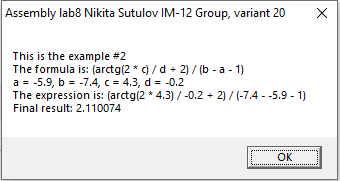 Assembly lab8 Nikita Sutulov IM-12 Group, variant 20
This is the example #2
The formula is: (arctg(2 * c) / d + 2) / (b - a - 1)
a = -5.9, b = -7.4, c = 4.3, d = -0.2
The expression is: (arctg(2 * 4.3) / -0.2 + 2) / (-7.4 - -5.9 - 1)
Final result: 2.110074
OK